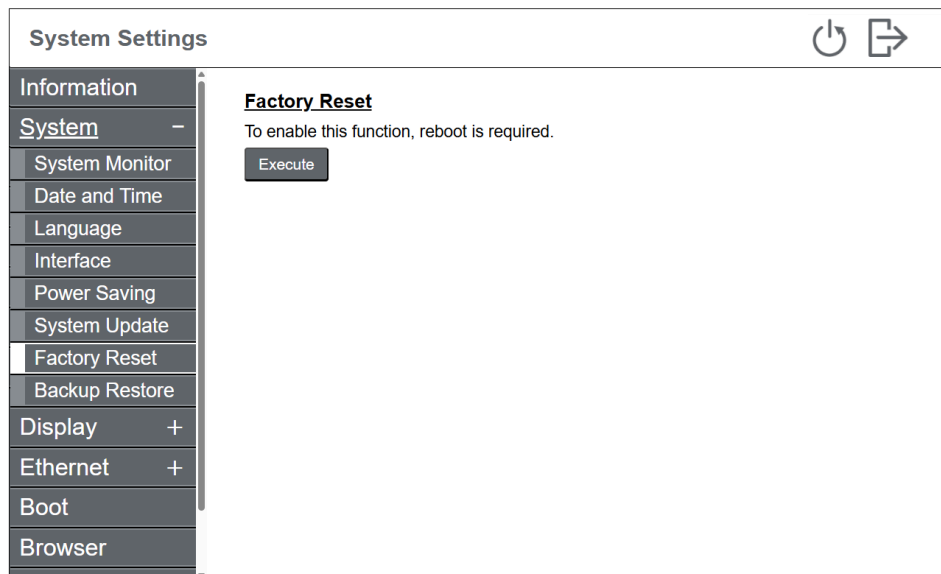 System Settings
Information
System −
System Monitor
Date and Time
Language
Interface
Power Saving
System Update
Factory Reset
Backup Restore
Display +
Ethernet +
Boot
Browser
Factory Reset
To enable this function, reboot is required.
Execute